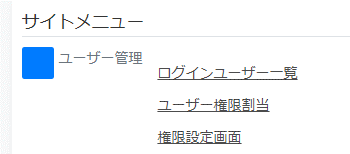 サイトメニュー
ユーザー管理
ログインユーザー一覧
ユーザー権限割当
権限設定画面